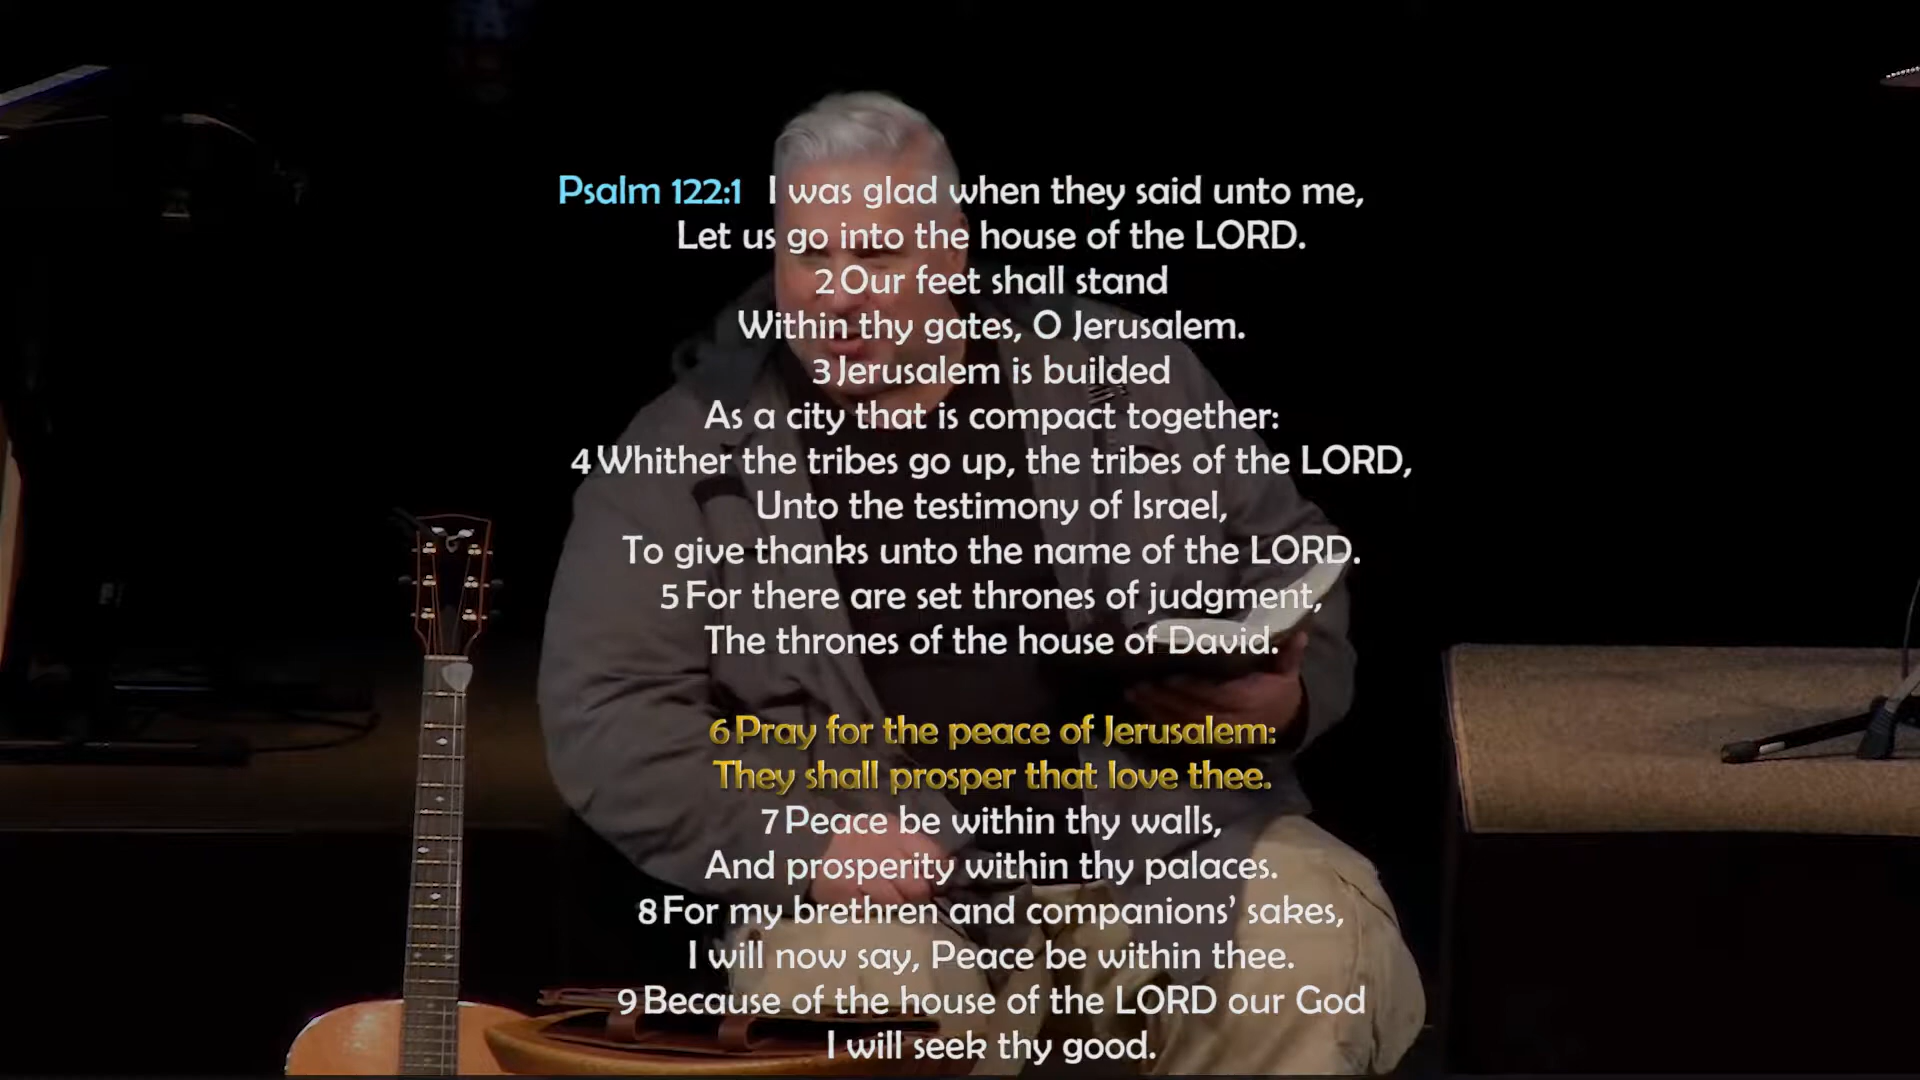 Psalm 122:1 I was glad when they said unto me,
Let us go into the house of the LORD.
2 Our feet shall stand
Within thy gates, O Jerusalem.
3 Jerusalem is builded
As a city that is compact together:
4 Whither the tribes go up, the tribes of the LORD,
Unto the testimony of Israel,
To give thanks unto the name of the LORD.
5 For there are set thrones of judgment,
The thrones of the house of David.
6 Pray for the peace of Jerusalem:
They shall prosper that love thee.
7 Peace be within thy walls,
And prosperity within thy palaces.
8 For my brethren and companions’ sakes,
I will now say, Peace be within thee.
9 Because of the house of the LORD our God
I will seek thy good.